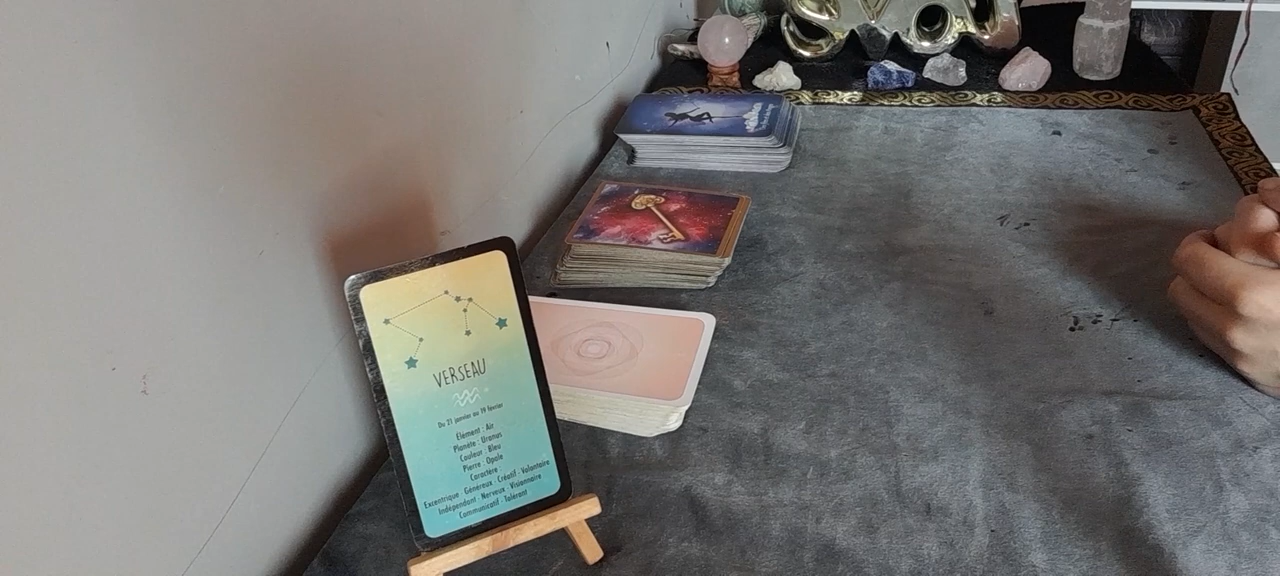 VERSEAU
Du 21 janvier au 19 février
Elément : Air
Planète : Uranus
Couleur : Bleu
Pierre : Opale
Caractère :
Excentrique · Généreux · Créatif · Volontaire
Indépendant · Nerveux · Visionnaire
Communicatif · Tolérant